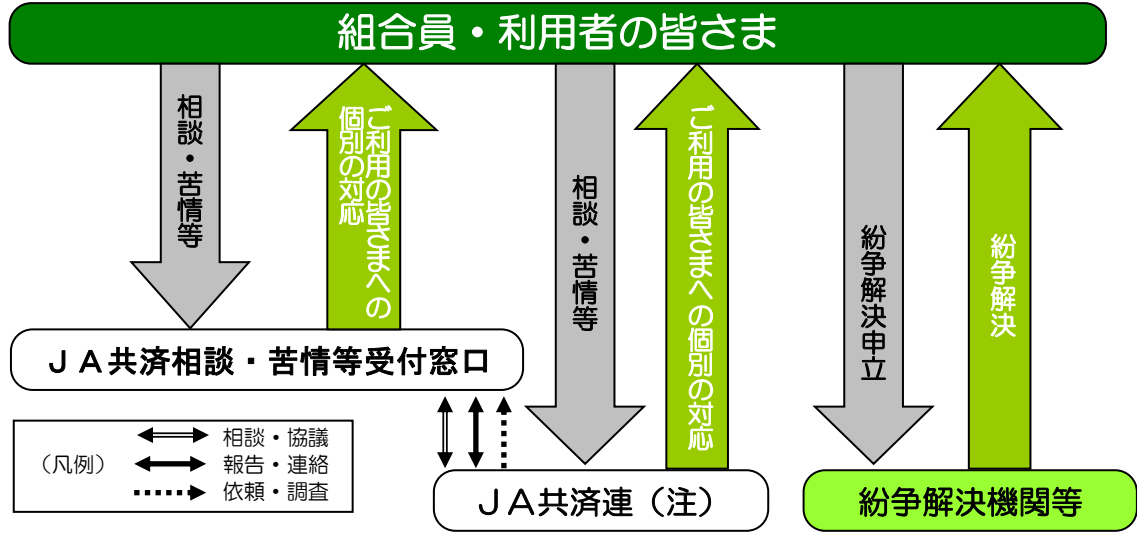 組合員・利用者の皆さま
相談・苦情等
ご利用の皆さまへの
個別の対応
相談・苦情等
ご利用の皆さまへの個別の対応
紛争解決申立
紛争解決
ＪＡ共済相談・苦情等受付窓口
（凡例）
相談・協議
報告・連絡
依頼・調査
ＪＡ共済連（注）
紛争解決機関等